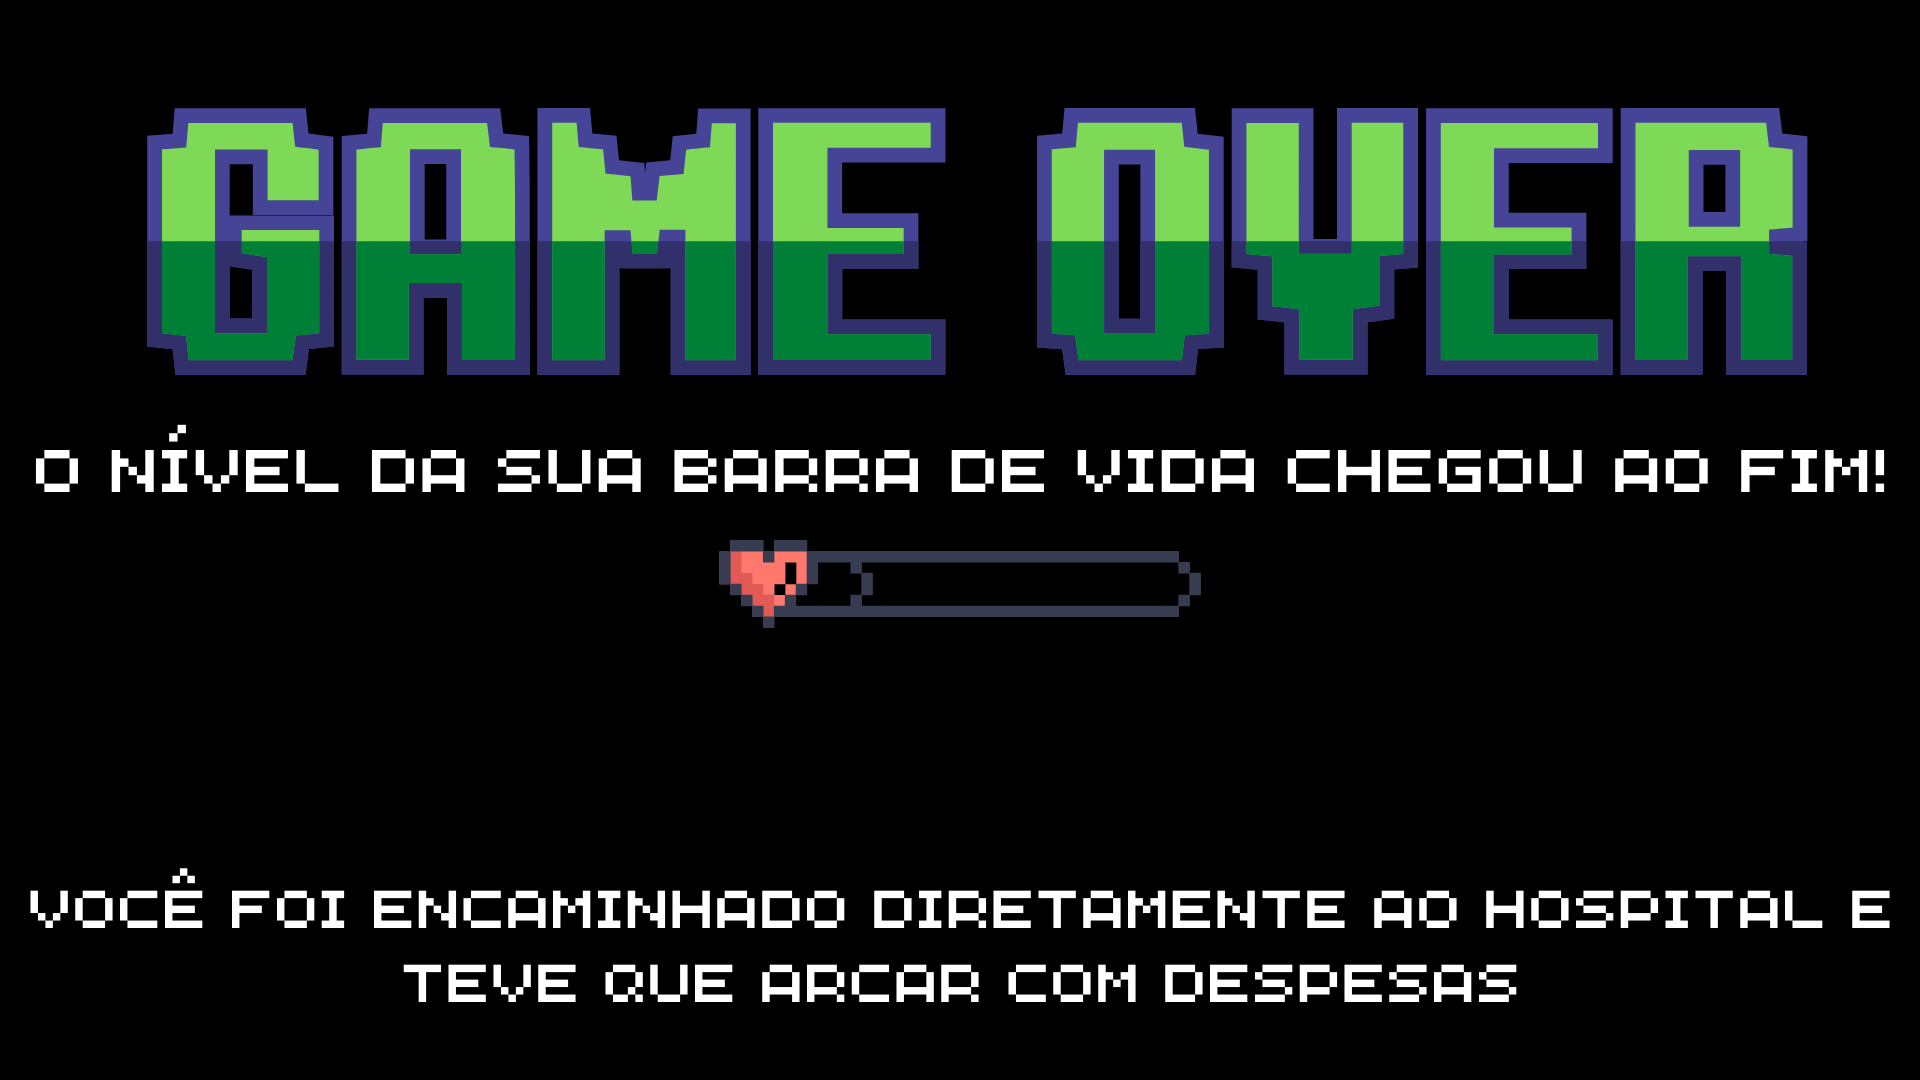 GAME OVER
O NÍVEL DA SUA BARRA DE VIDA CHEGOU AO FIM!
VOCÊ FOI ENCAMINHADO DIRETAMENTE AO HOSPITAL E
TEVE QUE ARCAR COM DESPESAS